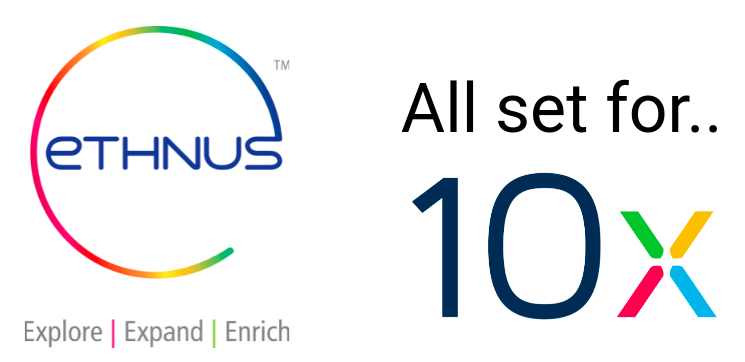 eTHNUS
TM
Explore | Expand | Enrich
All set for..
10x